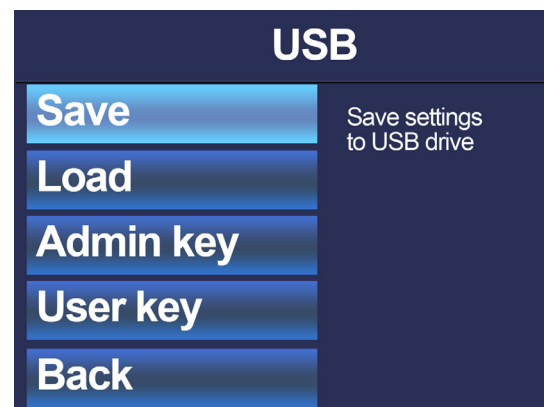 USB
Save
Save settings
to USB drive
Load
Admin key
User key
Back